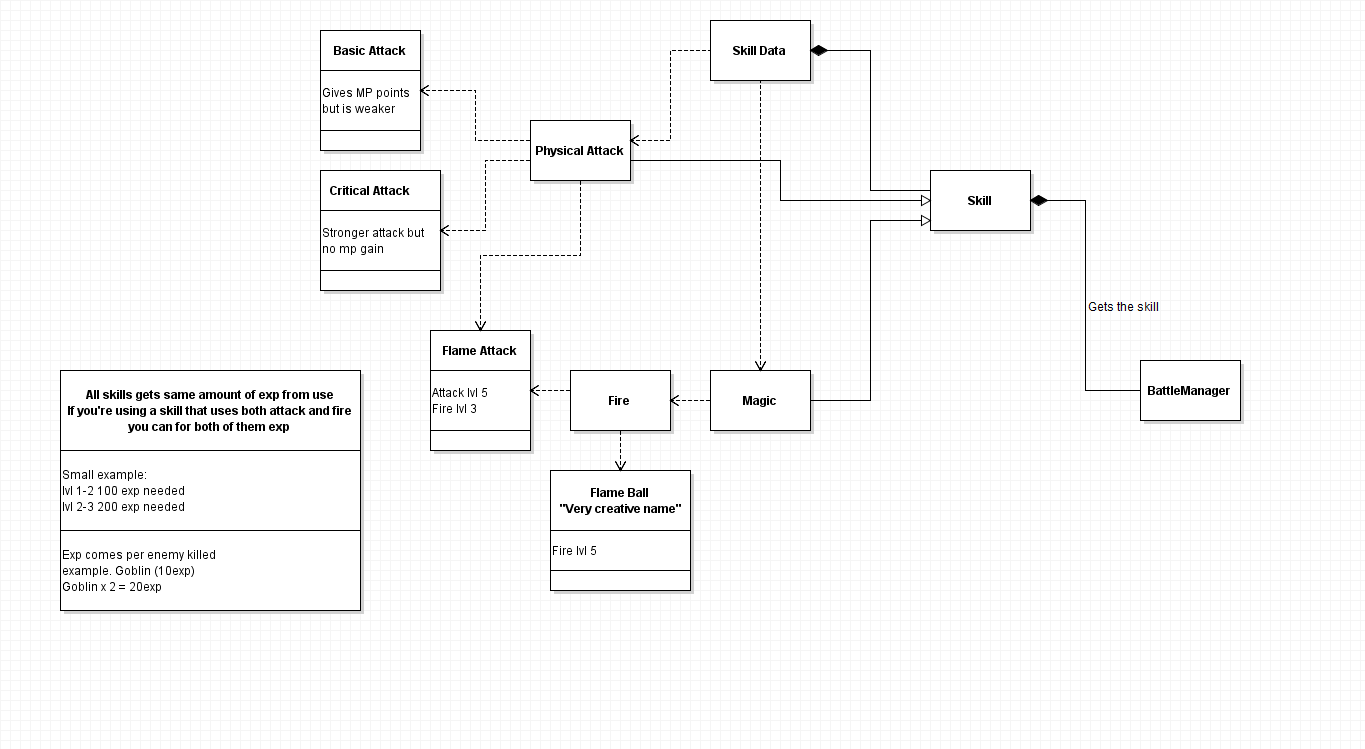 Basic Attack
Gives MP points
but is weaker
Skill Data
Physical Attack
Critical Attack
Stronger attack but
no mp gain
Skill
Gets the skill
Flame Attack
Attack lvl 5
Fire lvl 3
Fire
Magic
BattleManager
All skills gets same amount of exp from use
If you're using a skill that uses both attack and fire
you can for both of them exp
Small example:
lvl 1-2 100 exp needed
lvl 2-3 200 exp needed
Exp comes per enemy killed
example. Goblin (10exp)
Goblin x 2 = 20exp
Flame Ball
"Very creative name"
Fire lvl 5